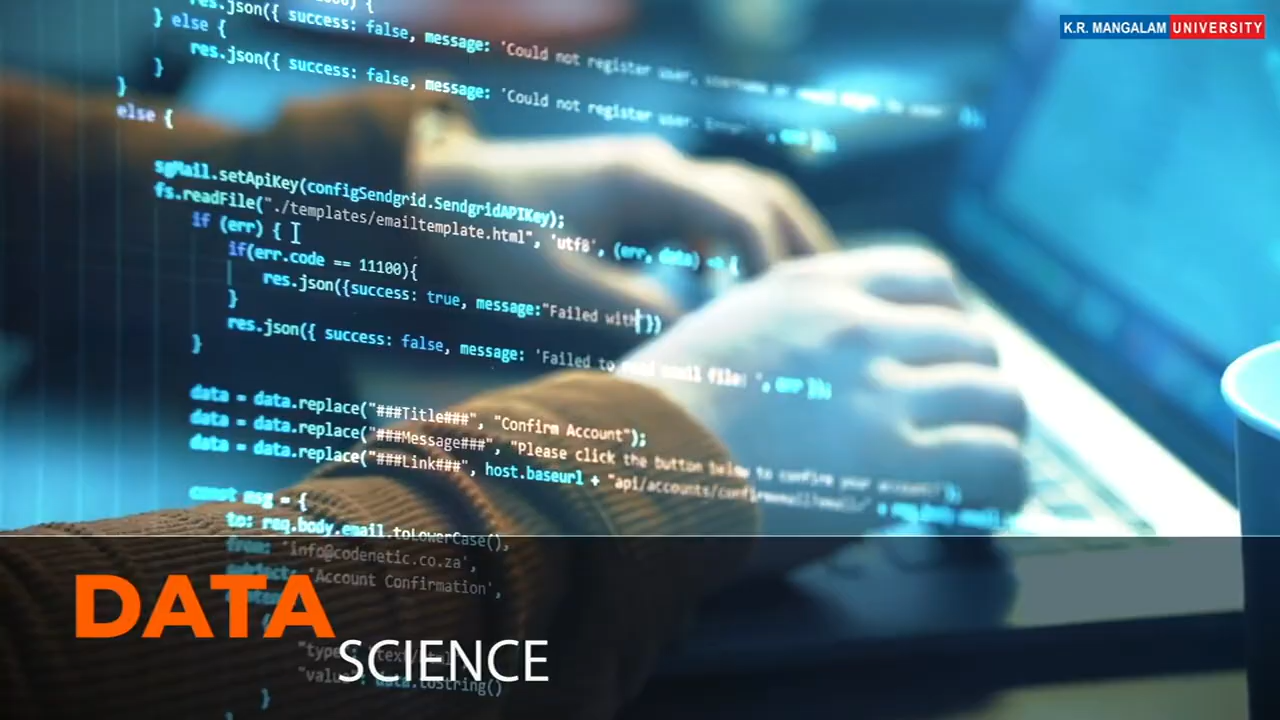 res.json({ success: false, message: 'Could not register user.
} else {
res.json({ success: false, message: 'Could not register user.
}
}
else {
sgMail.setApiKey(configSendgrid.SendgridAPIKey);
fs.readFile("./templates/emailtemplate.html", 'utf8', (err, data) => {
if (err) {
if(err.code == 11100){
res.json({success: true, message:"Failed with"})
}
res.json({ success: false, message: 'Failed to read email file: ', err });
}
data = data.replace("###Title###", "Confirm Account");
data = data.replace("###Message###", "Please click the button below to confirm your account!");
data = data.replace("###Link###", host.baseurl + "api/accounts/
const msg = {
to: req.body.email.toLowerCase(),
from: 'info@codenetic.co.za',
subject: 'Account Confirmation',
"type": 'text/
"value": data.toString()
}
K.R. MANGALAM UNIVERSITY
DATA
SCIENCE